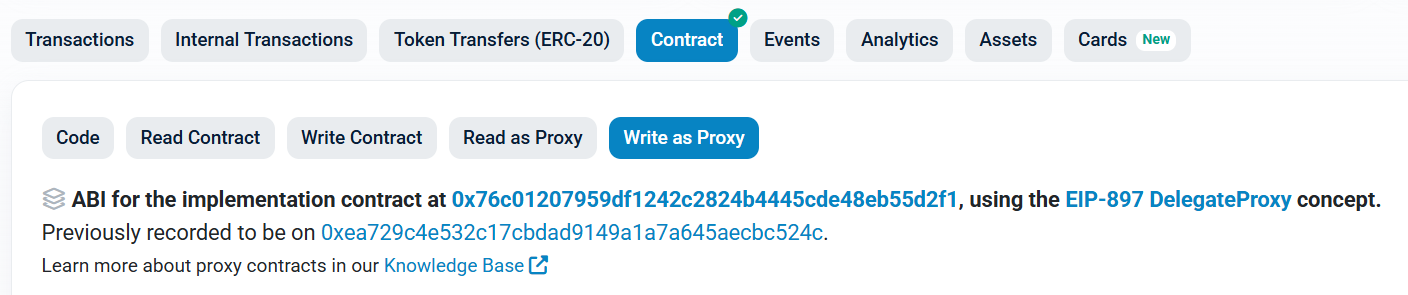 Transactions Internal Transactions Token Transfers (ERC-20) Contract Events Analytics Assets Cards New
Code Read Contract Write Contract Read as Proxy Write as Proxy
ABI for the implementation contract at 0x76c01207959df1242c2824b4445cde48eb55d2f1, using the EIP-897 DelegateProxy concept.
Previously recorded to be on 0xea729c4e532c17cbdad9149a1a7a645aecbc524c.
Learn more about proxy contracts in our Knowledge Base